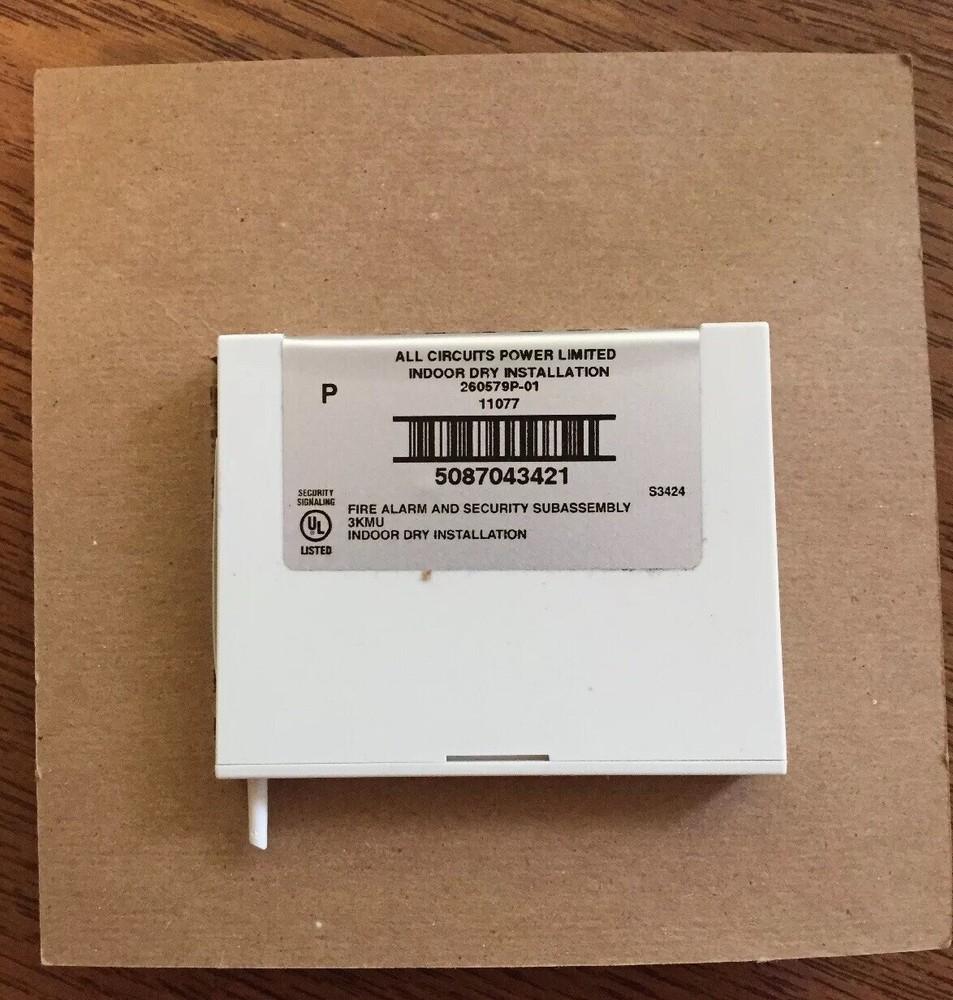 ALL CIRCUITS POWER LIMITED
INDOOR DRY INSTALLATION
260579P-01
P
11077
5087043421
S3424
SECURITY
SIGNALING
UL
LISTED
FIRE ALARM AND SECURITY SUBASSEMBLY
3KMU
INDOOR DRY INSTALLATION